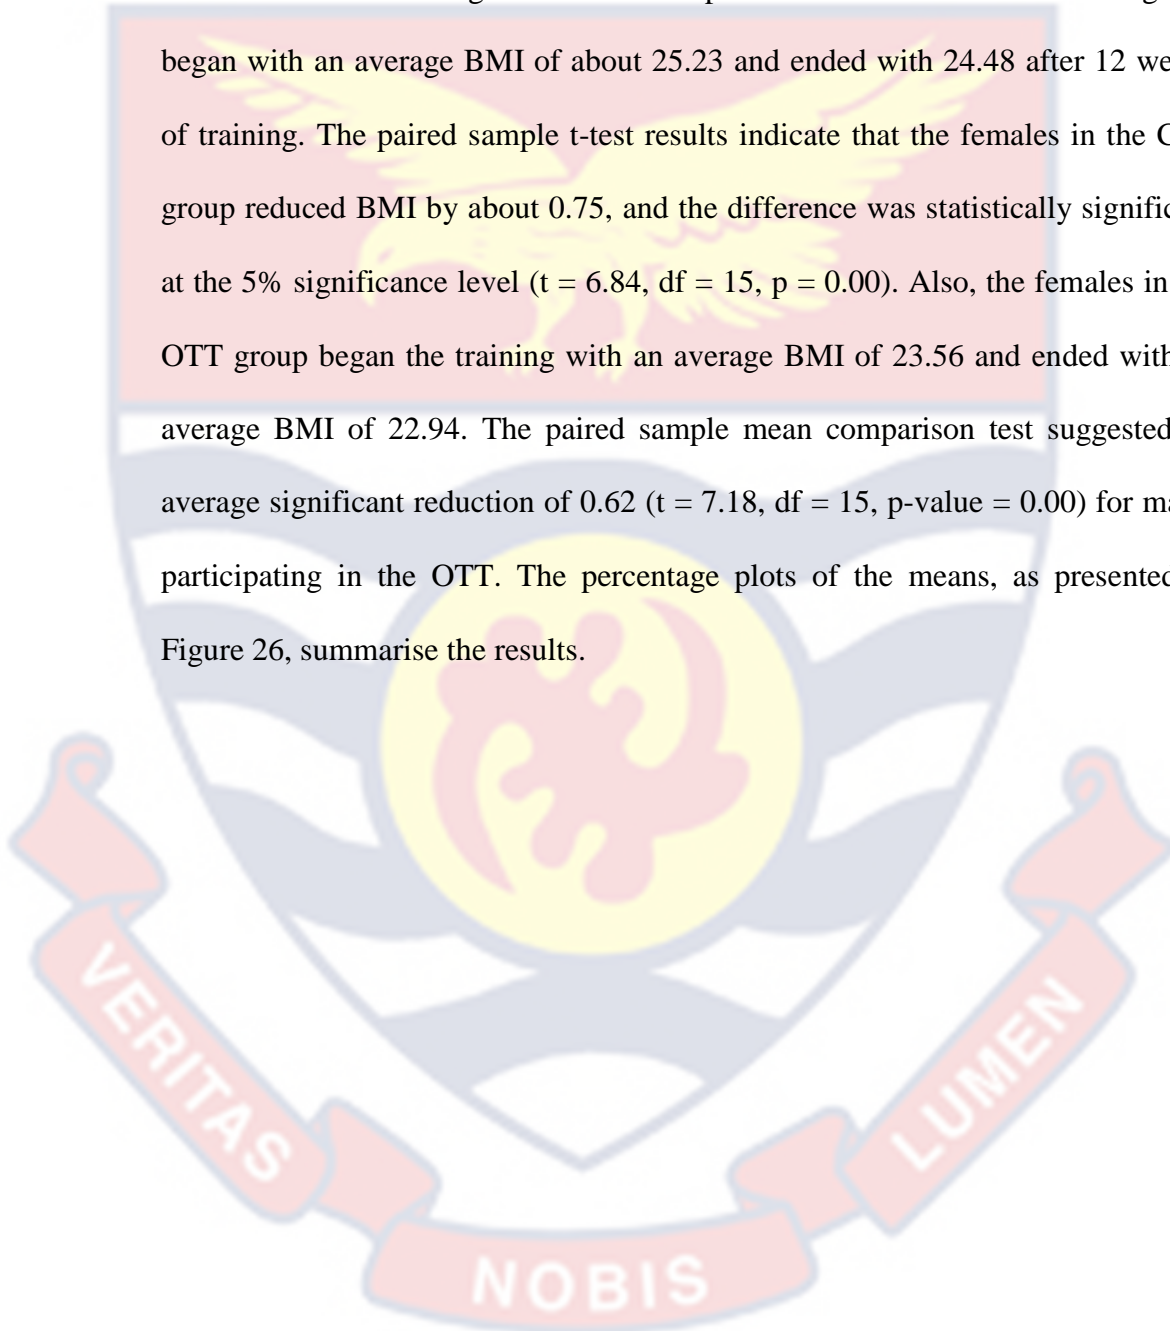 began with an average BMI of about 25.23 and ended with 24.48 after 12 we
of training. The paired sample t-test results indicate that the females in the
group reduced BMI by about 0.75, and the difference was statistically signific
at the 5% significance level (t = 6.84, df = 15, p = 0.00). Also, the females in
OTT group began the training with an average BMI of 23.56 and ended with
average BMI of 22.94. The paired sample mean comparison test suggested
average significant reduction of 0.62 (t = 7.18, df = 15, p-value = 0.00) for ma
participating in the OTT. The percentage plots of the means, as presented
Figure 26, summarise the results.
VERITAS
NOBIS
LUMEN